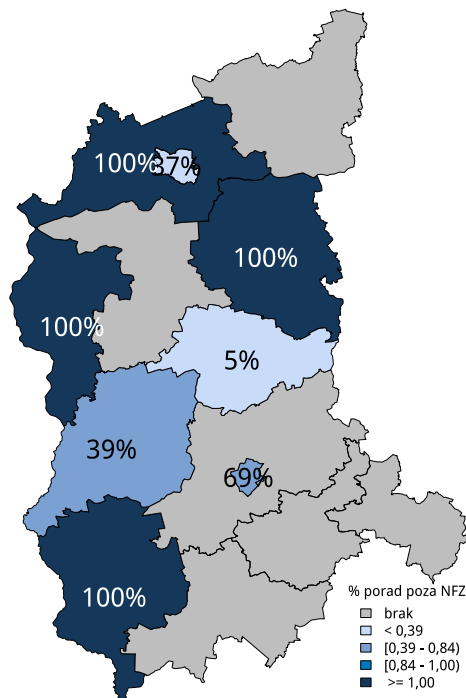 100%
37%
100%
100%
5%
39%
69%
100%
% porad poza NFZ
brak
< 0,39
[0,39 - 0,84)
[0,84 - 1,00)
>= 1,00